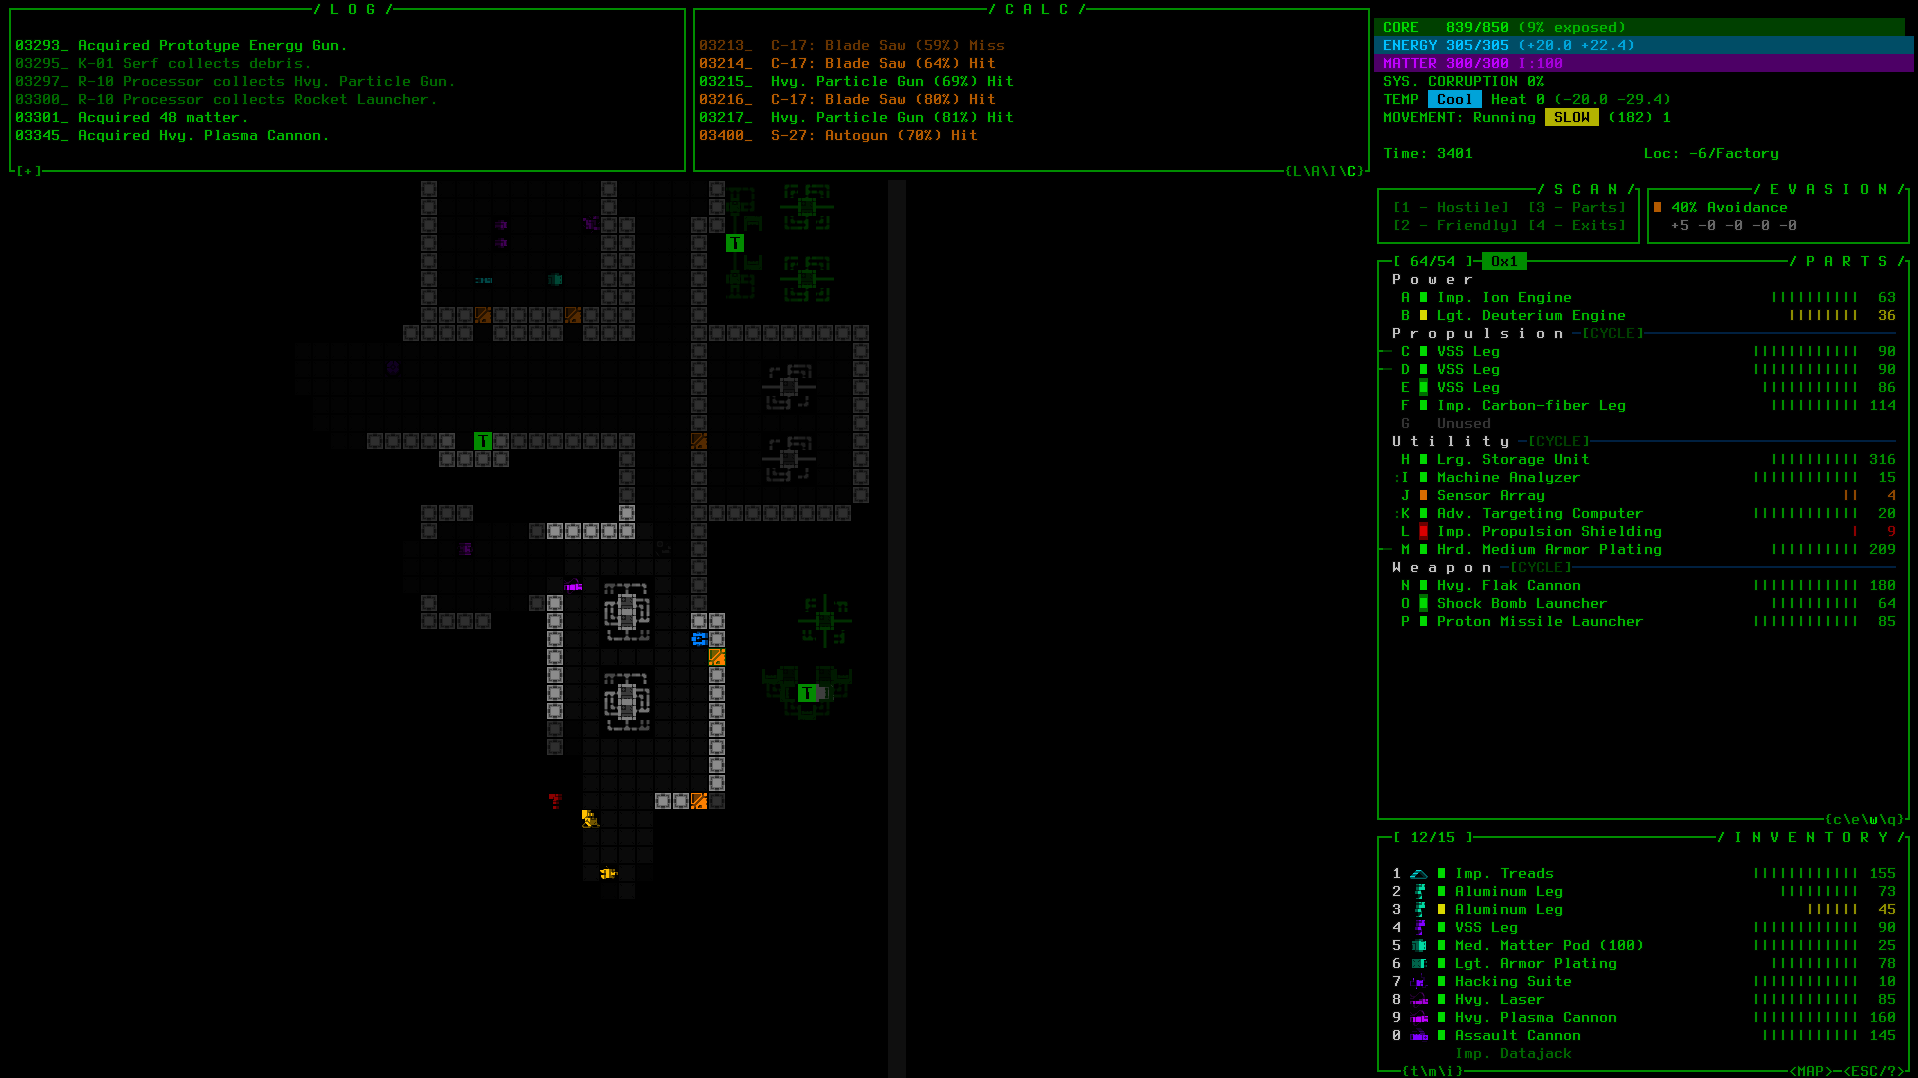 / L O G /
03293_ Acquired Prototype Energy Gun.
03295_ K-01 Serf collects debris.
03297_ R-10 Processor collects Hvy. Particle Gun.
03300_ R-10 Processor collects Rocket Launcher.
03301_ Acquired 48 matter.
03345_ Acquired Hvy. Plasma Cannon.
[+]
/ C A L C /
03213_ C-17: Blade Saw (59%) Miss
03214_ C-17: Blade Saw (64%) Hit
03215_ Hvy. Particle Gun (69%) Hit
03216_ C-17: Blade Saw (80%) Hit
03217_ Hvy. Particle Gun (81%) Hit
03400_ S-27: Autogun (70%) Hit
{L\A\I\C}
CORE 839/850 (9% exposed)
ENERGY 305/305 (+20.0 +22.4)
MATTER 300/300 I:100
SYS. CORRUPTION 0%
TEMP Cool Heat 0 (-20.0 -29.4)
MOVEMENT: Running SLOW (182) 1
Time: 3401 Loc: -6/Factory
/ S C A N /
[1 - Hostile] [3 - Parts]
[2 - Friendly] [4 - Exits]
/ E V A S I O N /
40% Avoidance
+5 -0 -0 -0 -0
[ 64/54 ] 0x1 / P A R T S /
P o w e r
A Imp. Ion Engine 63
B Lgt. Deuterium Engine 36
P r o p u l s i o n [CYCLE]
C VSS Leg 90
D VSS Leg 90
E VSS Leg 86
F Imp. Carbon-fiber Leg 114
G Unused
U t i l i t y [CYCLE]
H Lrg. Storage Unit 316
:I Machine Analyzer 15
J Sensor Array 4
:K Adv. Targeting Computer 20
L Imp. Propulsion Shielding 9
M Hrd. Medium Armor Plating 209
W e a p o n [CYCLE]
N Hvy. Flak Cannon 180
O Shock Bomb Launcher 64
P Proton Missile Launcher 85
{c\e\w\q}
[ 12/15 ] / I N V E N T O R Y /
1 Imp. Treads 155
2 Aluminum Leg 73
3 Aluminum Leg 45
4 VSS Leg 90
5 Med. Matter Pod (100) 25
6 Lgt. Armor Plating 78
7 Hacking Suite 10
8 Hvy. Laser 85
9 Hvy. Plasma Cannon 160
0 Assault Cannon 145
Imp. Datajack
{t\m\i} <MAP>-<ESC/?>